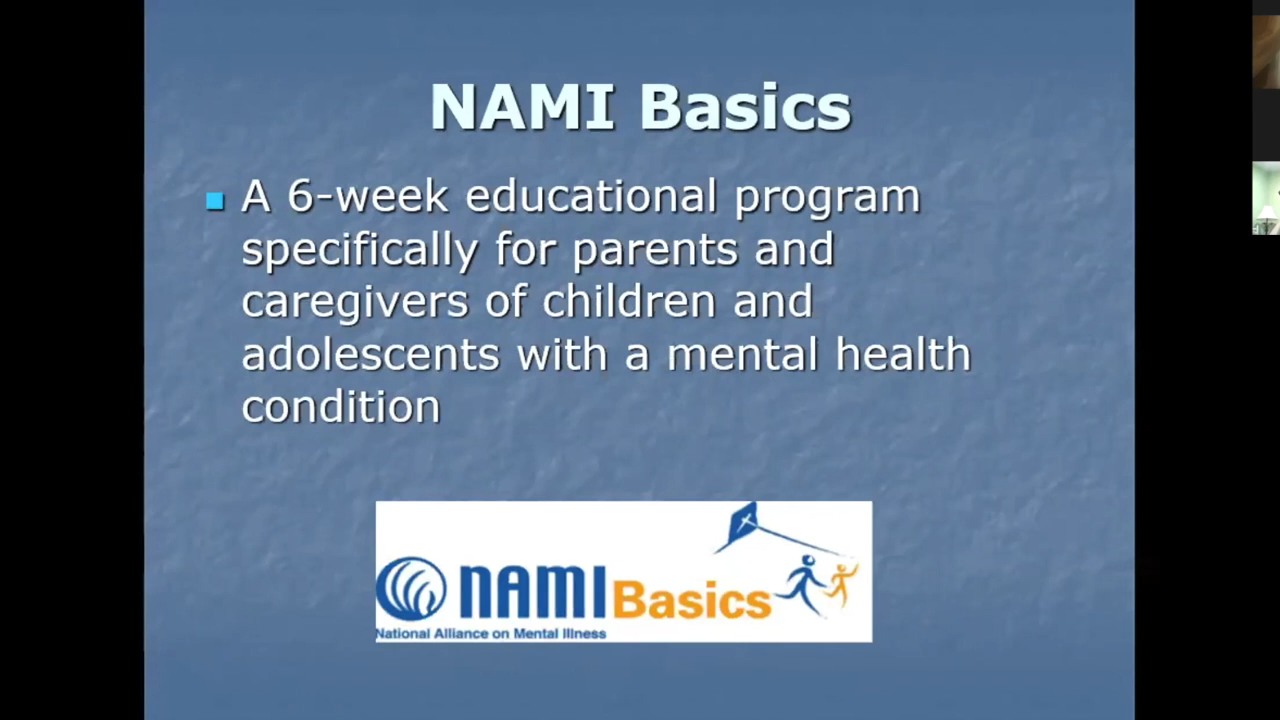 NAMI Basics
A 6-week educational program
specifically for parents and
caregivers of children and
adolescents with a mental health
condition
NAMI Basics
National Alliance on Mental Illness